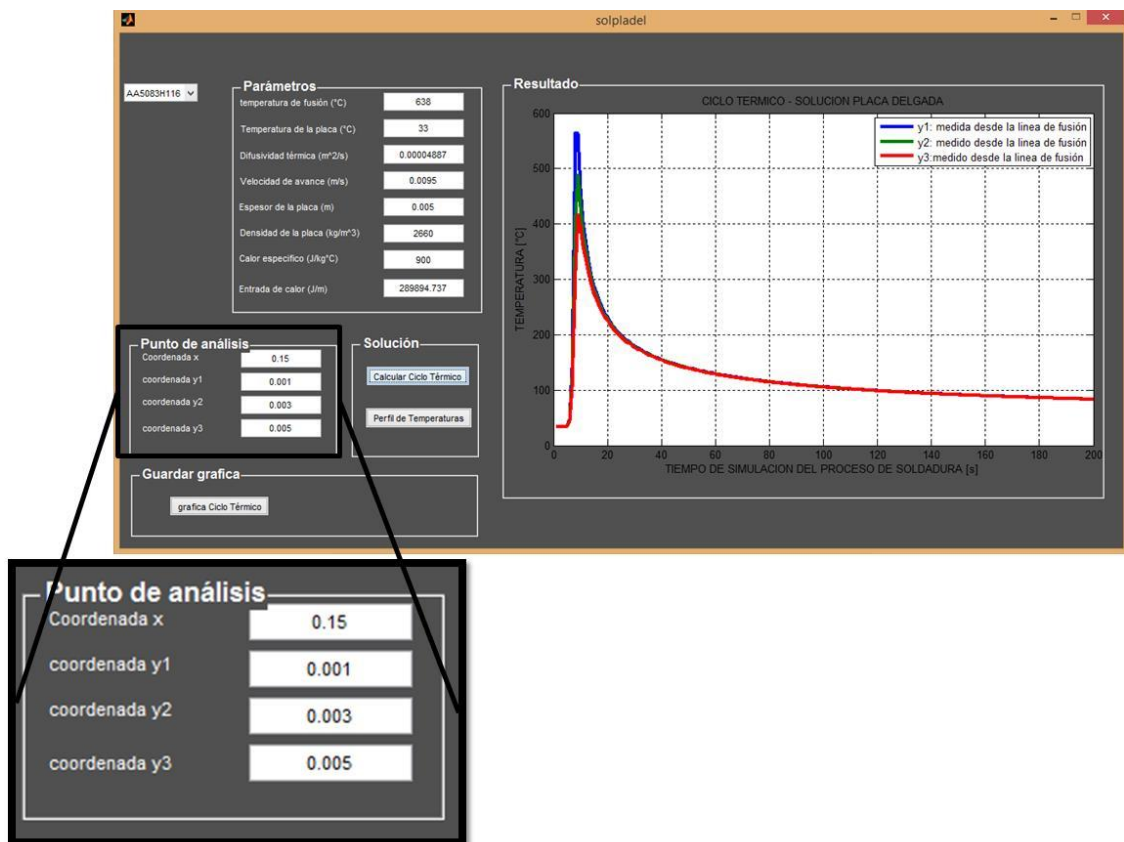 solpladel
AA5083H116
Parámetros
temperatura de fusión (°C) 638
Temperatura de la placa (°C) 33
Difusividad térmica (m^2/s) 0.00004887
Velocidad de avance (m/s) 0.0095
Espesor de la placa (m) 0.005
Densidad de la placa (kg/m^3) 2660
Calor especifico (J/kg°C) 900
Entrada de calor (J/m) 289894.737
Punto de análisis
Coordenada x 0.15
coordenada y1 0.001
coordenada y2 0.003
coordenada y3 0.005
Solución
Calcular Ciclo Térmico
Perfil de Temperaturas
Guardar grafica
grafica Ciclo Térmico
Resultado
CICLO TERMICO - SOLUCION PLACA DELGADA
y1: medida desde la linea de fusión
y2: medido desde la linea de fusión
y3:medido desde la linea de fusión
TEMPERATURA [°C]
600
500
400
300
200
100
0
0 20 40 60 80 100 120 140 160 180 200
TIEMPO DE SIMULACION DEL PROCESO DE SOLDADURA [s]
Punto de análisis
Coordenada x 0.15
coordenada y1 0.001
coordenada y2 0.003
coordenada y3 0.005